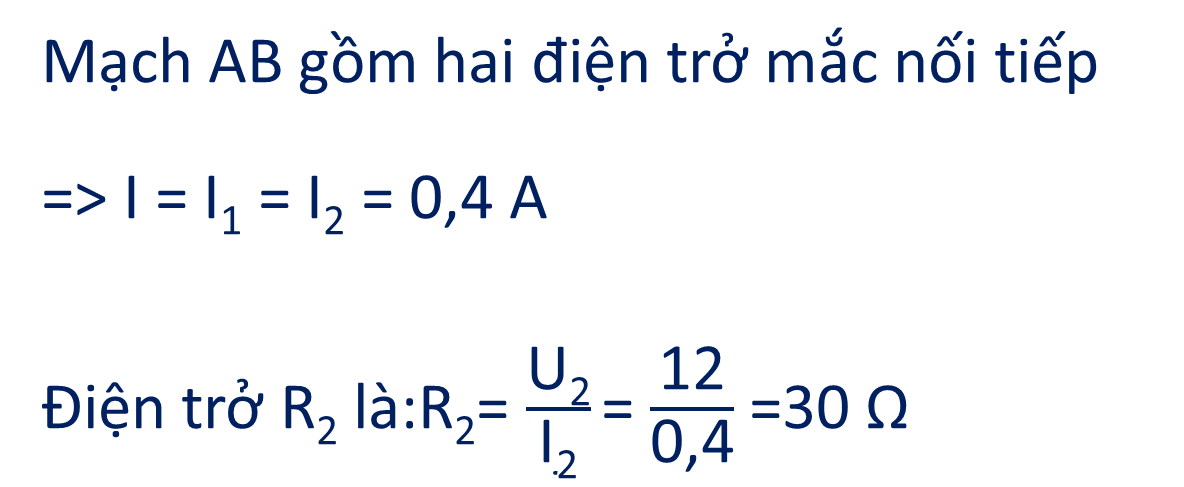 Mạch AB gồm hai điện trở mắc nối tiếp
=> I = I₁ = I₂ = 0,4 A
Điện trở R₂ là:R₂= U₂/I₂ = 12/0,4 =30 Ω